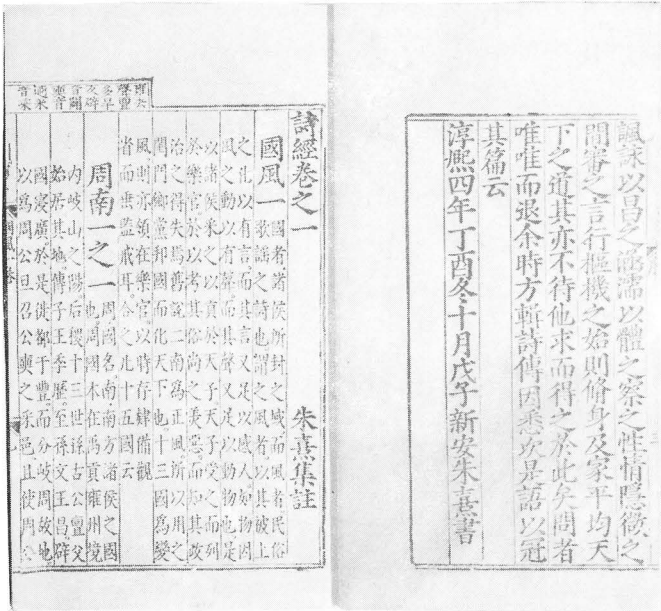 諷詠以昌之涵濡以體之察之性情隱微之
間審之言行樞機之始則脩身及家平均天
下之道其亦不待他求而得之於此矣問者
唯唯而退余時方輯詩傳因悉次是語以冠
其篇云
淳熙四年丁酉冬十月戊子新安朱熹書
雍去
聲亶
多旱
反辟
音闢
奭音
詩經卷之一 朱熹集註
國風一 國者諸侯所封之域而風者民俗
歌謠之詩也謂之風者以其被上
之化以有言而其言又足以感人如物因
風之動以有聲而其聲又足以動物也是
以諸侯采之以貢於天子天子受之而列
於樂官於以考其俗尚之美惡而知其政
治之得失焉舊說二南為正風所以用之
閨門鄉黨邦國而化天下也十三國為變
風則亦領在樂官以時存肄備觀
省而垂監戒耳合之凡十五國云
周南一之一 周國名南南方諸侯之國
也周國本在禹貢雍州境
內岐山之陽后稷十三世孫古公亶父
始居其地傳子王季歷至孫文王昌辟
國寖廣於是徙都于豐而分岐周故地
以為周公旦召公奭之采邑且使周公